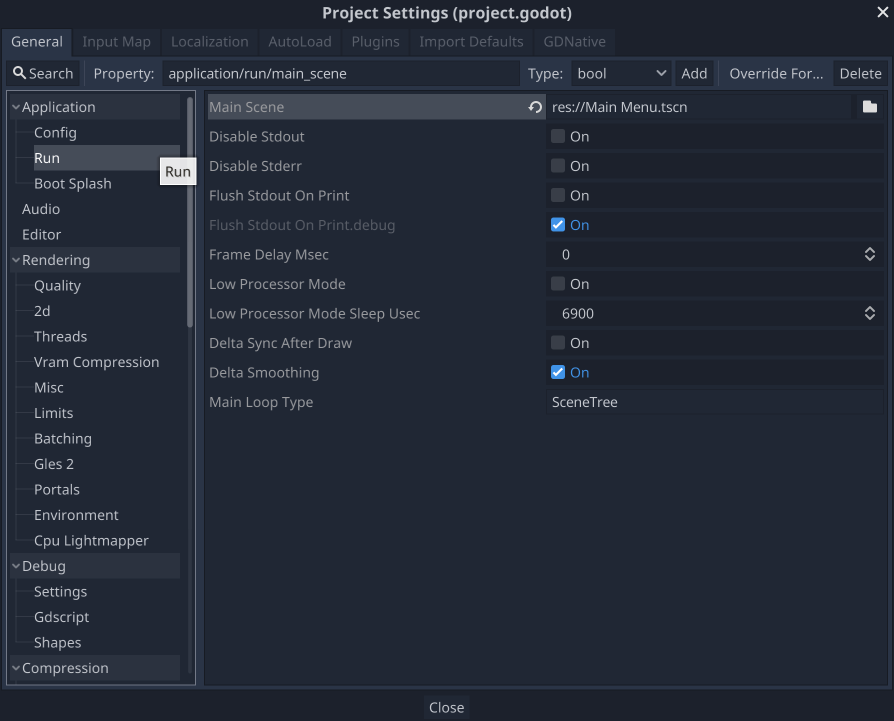 Project Settings (project.godot)
General Input Map Localization AutoLoad Plugins Import Defaults GDNative
Search Property: application/run/main_scene Type: bool Add Override For... Delete
Application
Config
Run
Run
Boot Splash
Audio
Editor
Rendering
Quality
2d
Threads
Vram Compression
Misc
Limits
Batching
Gles 2
Portals
Environment
Cpu Lightmapper
Debug
Settings
Gdscript
Shapes
Compression
Main Scene res://Main Menu.tscn
Disable Stdout On
Disable Stderr On
Flush Stdout On Print On
Flush Stdout On Print.debug On
Frame Delay Msec 0
Low Processor Mode On
Low Processor Mode Sleep Usec 6900
Delta Sync After Draw On
Delta Smoothing On
Main Loop Type SceneTree
Close